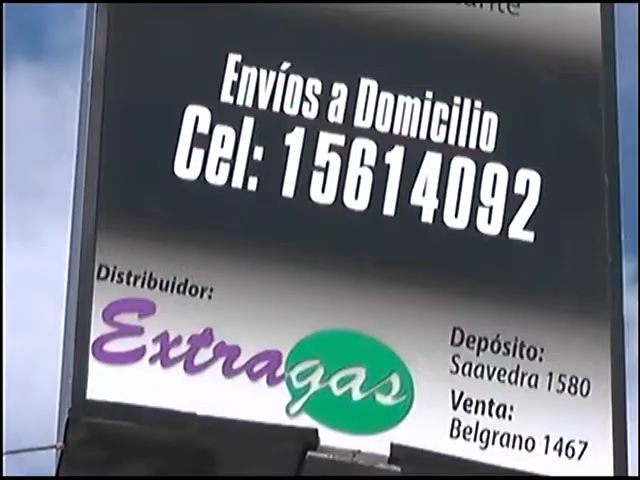 Envíos a Domicilio
Cel: 15614092
Distribuidor:
Extragas
Depósito:
Saavedra 1580
Venta:
Belgrano 1467